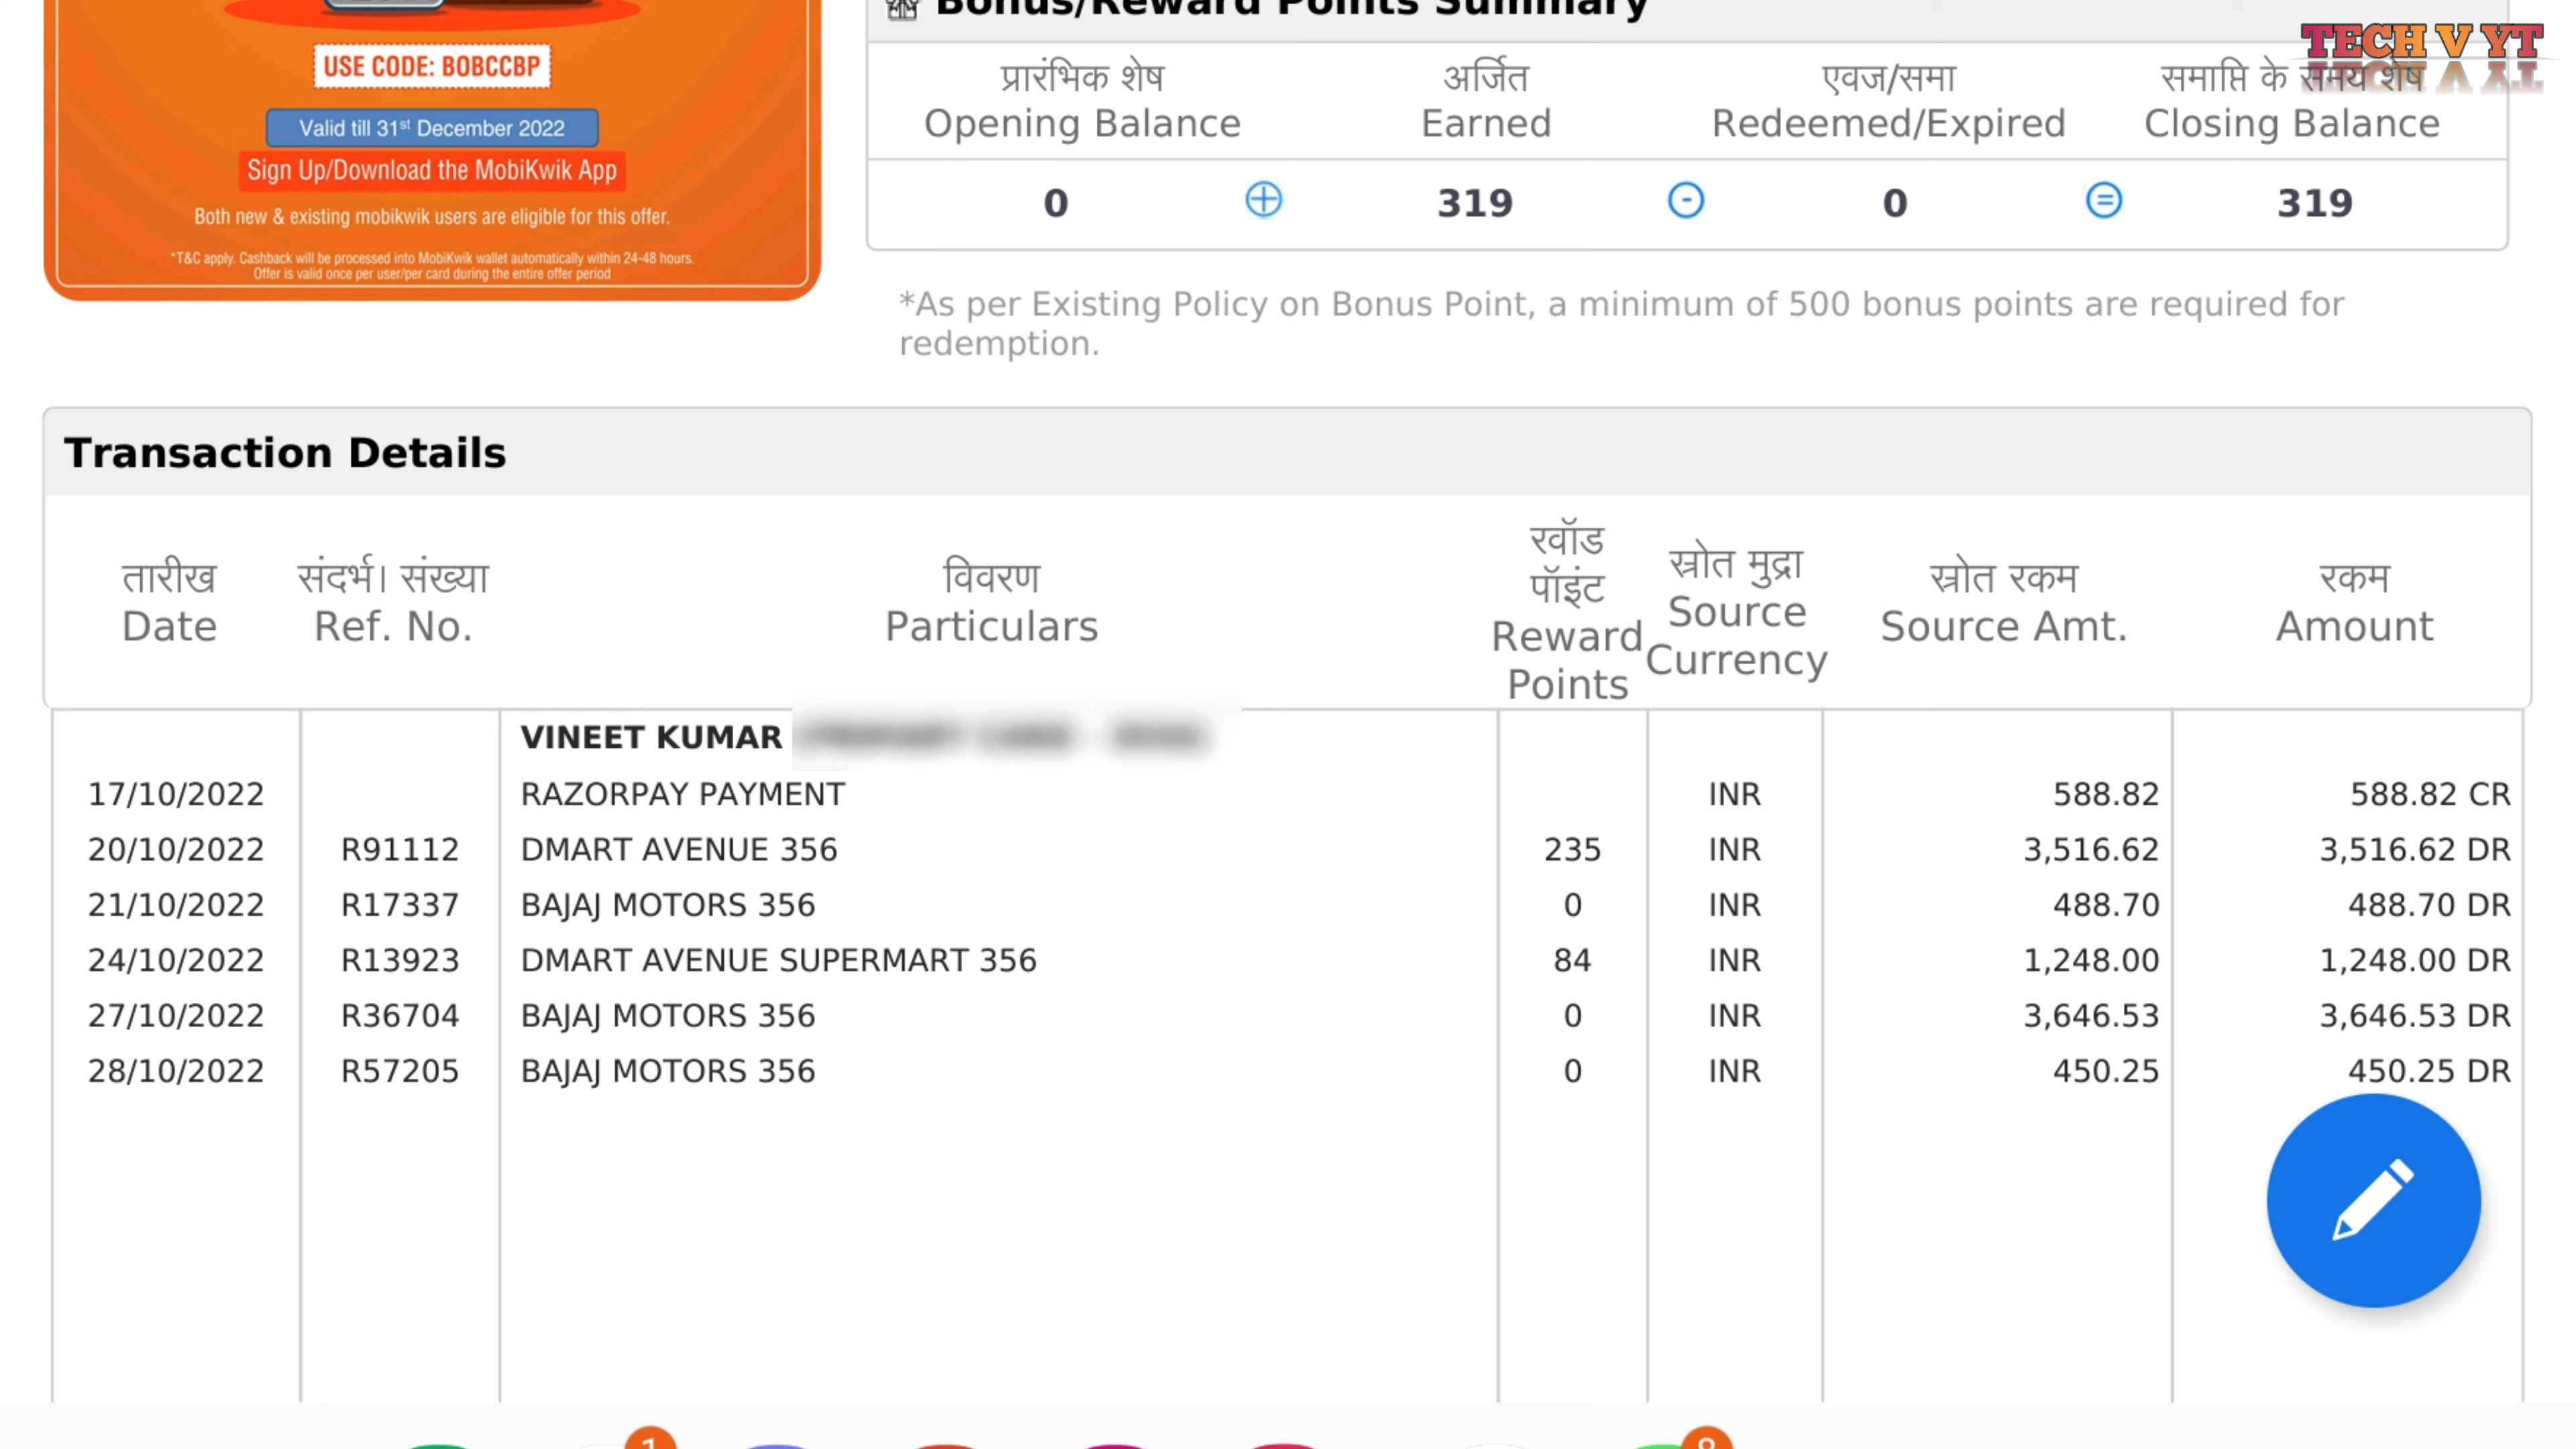 USE CODE: BOBCCBP
Valid till 31st December 2022
Sign Up/Download the MobiKwik App
Both new & existing mobikwik users are eligible for this offer.
*T&C apply. Cashback will be processed into MobiKwik wallet automatically within 24-48 hours.
Offer is valid once per user/per card during the entire offer period
Bonus/Reward Points Summary
TECH V YT
प्रारंभिक शेष अर्जित एवज/समा समाप्ति के समय शेष
Opening Balance Earned Redeemed/Expired Closing Balance
0 + 319 - 0 = 319
*As per Existing Policy on Bonus Point, a minimum of 500 bonus points are required for
redemption.
Transaction Details
तारीख संदर्भ। संख्या विवरण रवॉड पॉइंट स्रोत मुद्रा स्रोत रकम रकम
Date Ref. No. Particulars Reward Points Source Currency Source Amt. Amount
VINEET KUMAR
17/10/2022 RAZORPAY PAYMENT INR 588.82 588.82 CR
20/10/2022 R91112 DMART AVENUE 356 235 INR 3,516.62 3,516.62 DR
21/10/2022 R17337 BAJAJ MOTORS 356 0 INR 488.70 488.70 DR
24/10/2022 R13923 DMART AVENUE SUPERMART 356 84 INR 1,248.00 1,248.00 DR
27/10/2022 R36704 BAJAJ MOTORS 356 0 INR 3,646.53 3,646.53 DR
28/10/2022 R57205 BAJAJ MOTORS 356 0 INR 450.25 450.25 DR
1